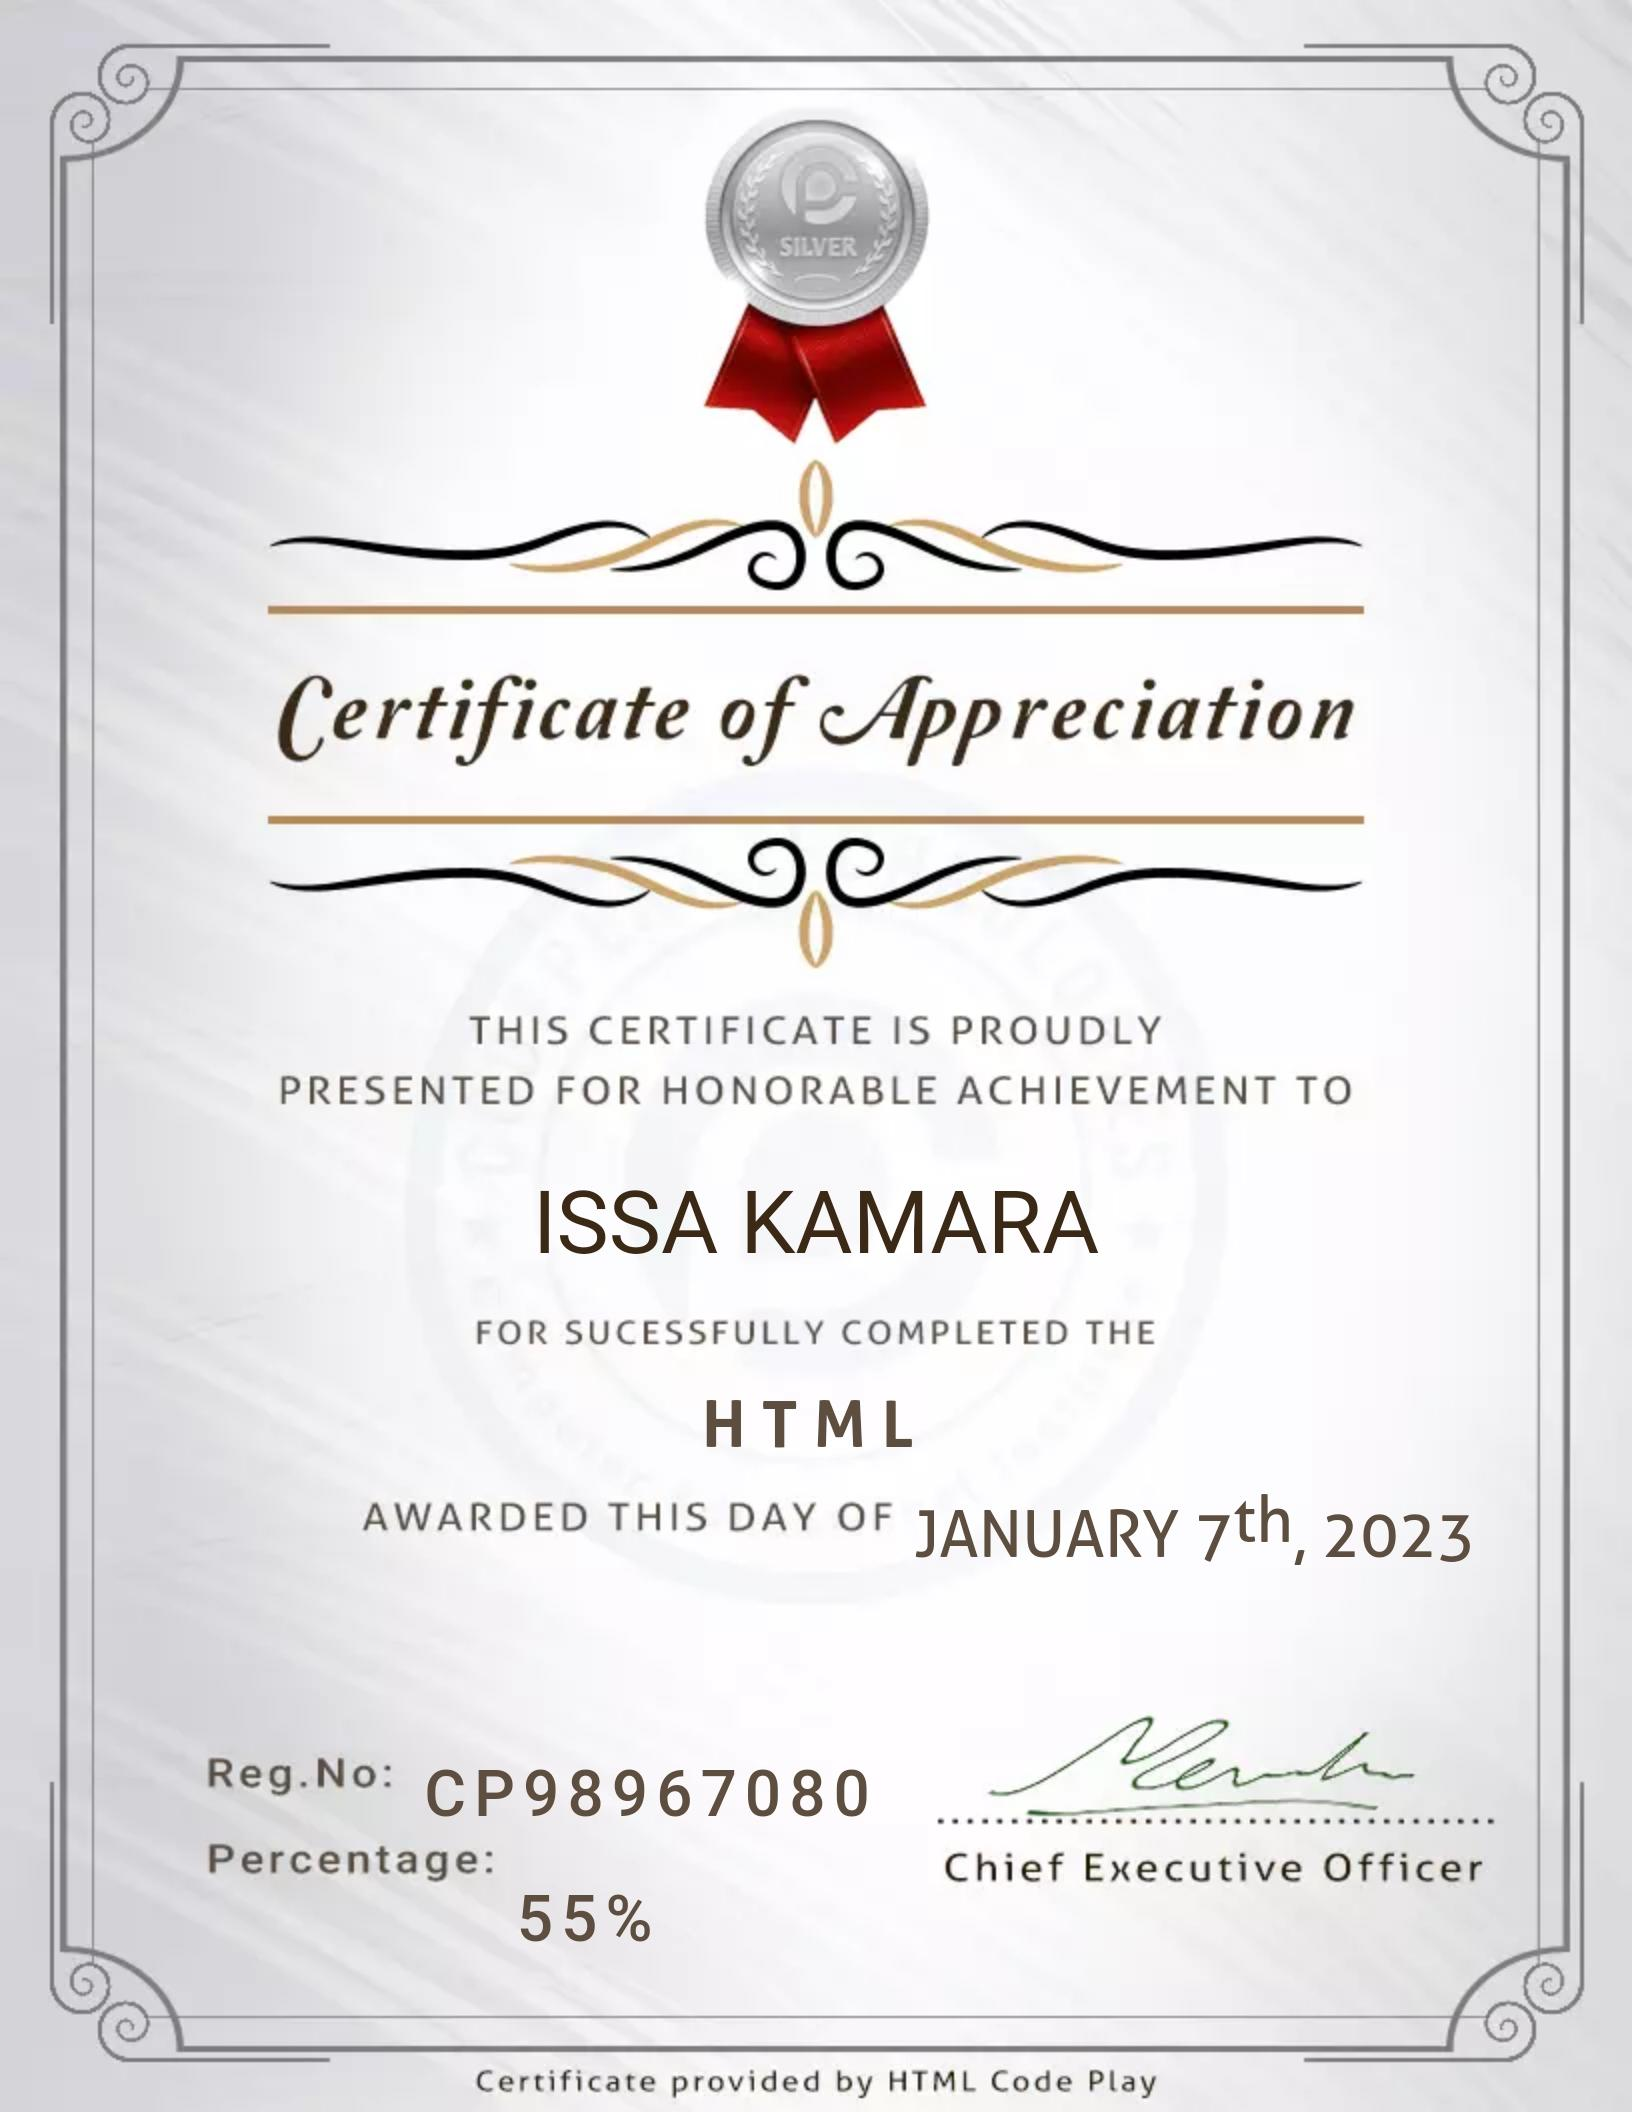 SILVER
Certificate of Appreciation
THIS CERTIFICATE IS PROUDLY
PRESENTED FOR HONORABLE ACHIEVEMENT TO
ISSA KAMARA
FOR SUCESSFULLY COMPLETED THE
HTML
AWARDED THIS DAY OF JANUARY 7th, 2023
Reg.No: CP98967080
Percentage:
55%
Chief Executive Officer
Certificate provided by HTML Code Play